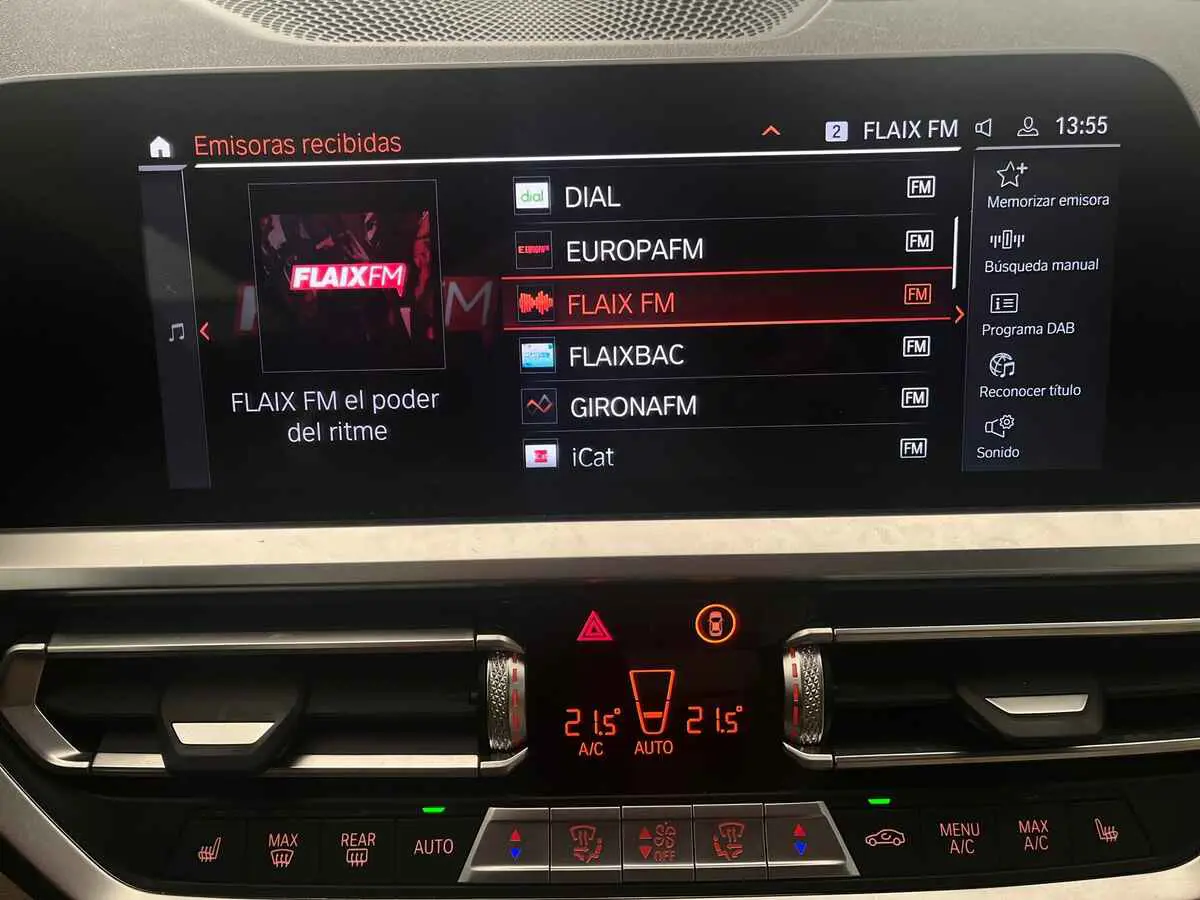 Emisoras recibidas
2 FLAIX FM
13:55
FLAIXFM
FLAIX FM el poder
del ritme
dial DIAL FM
EUROPAFM FM
FLAIX FM FM
FLAIXBAC FM
GIRONAFM FM
iCat FM
Memorizar emisora
Búsqueda manual
Programa DAB
Reconocer título
Sonido
21.5° 21.5°
A/C AUTO
MAX
REAR
AUTO
OFF
MENU
A/C
MAX
A/C